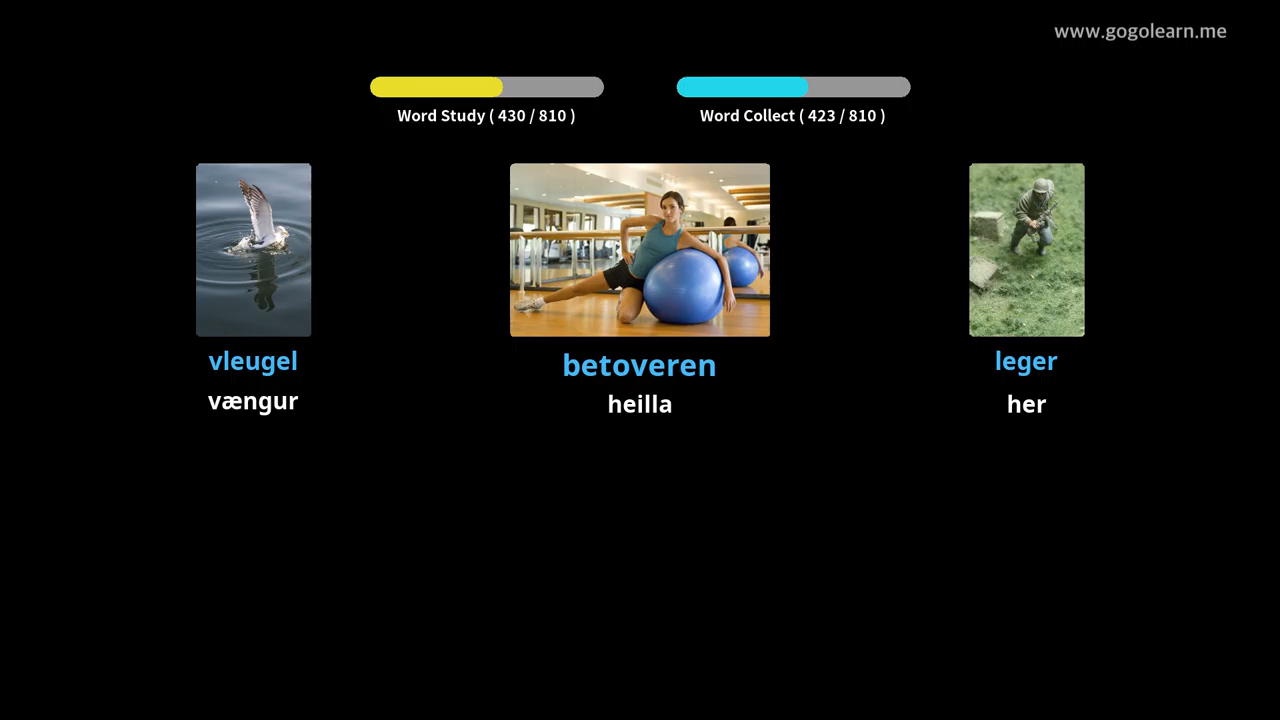 www.gogolearn.me
Word Study ( 430 / 810 )
Word Collect ( 423 / 810 )
vleugel
vængur
betoveren
heilla
leger
her